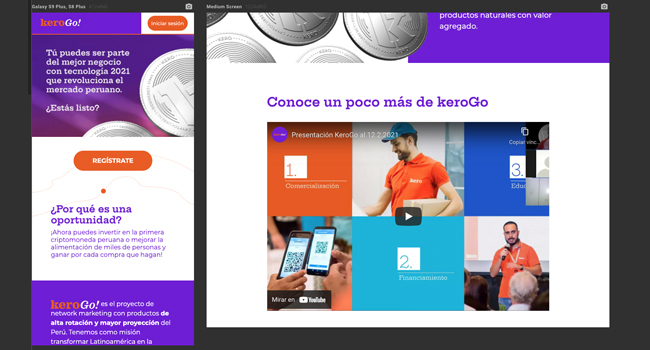 Galaxy S9 Plus, S8 Plus
keroGo!
Iniciar sesión
Tú puedes ser parte
del mejor negocio
con tecnología 2021
que revoluciona el
mercado peruano.
¿Estás listo?
REGÍSTRATE
¿Por qué es una
oportunidad?
¡Ahora puedes invertir en la primera
criptomoneda peruana o mejorar la
alimentación de miles de personas y
ganar por cada compra que hagan!
keroGo! es el proyecto de
network marketing con productos de
alta rotación y mayor proyección del
Perú. Tenemos como misión
transformar Latinoamérica en la
Medium Screen
productos naturales con valor
agregado.
Conoce un poco más de keroGo
Presentación KeroGo al 12 2 2021
Copiar vínc...
1.
Comercialización
3.
Edu
2.
Financiamiento
Mirar en YouTube